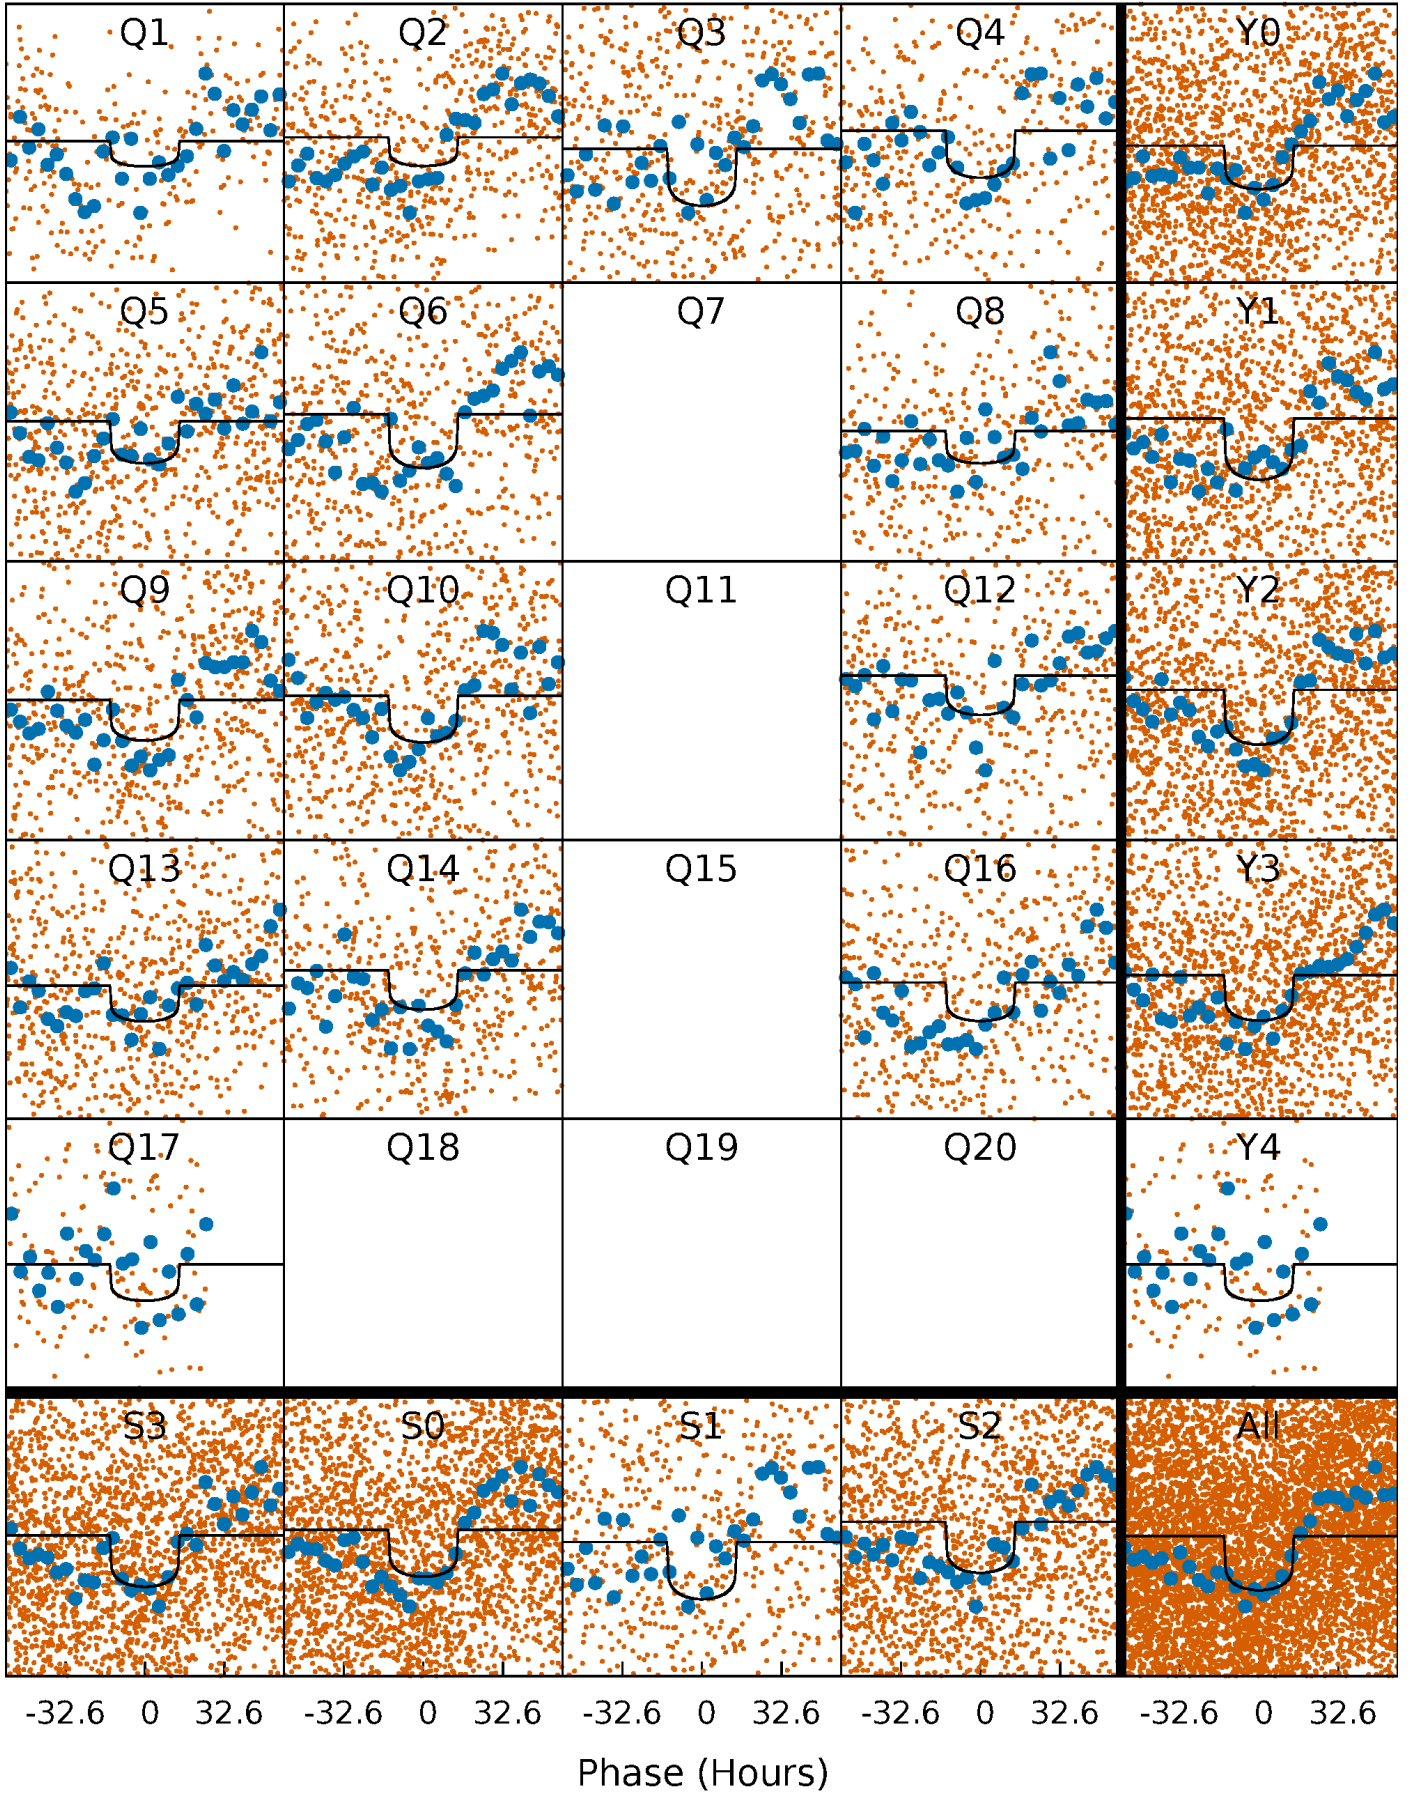 Q1 Q2 Q3 Q4 Y0
Q5 Q6 Q7 Q8 Y1
Q9 Q10 Q11 Q12 Y2
Q13 Q14 Q15 Q16 Y3
Q17 Q18 Q19 Q20 Y4
S3 S0 S1 S2 All
-32.6 0 32.6 -32.6 0 32.6 -32.6 0 32.6 -32.6 0 32.6 -32.6 0 32.6
Phase (Hours)